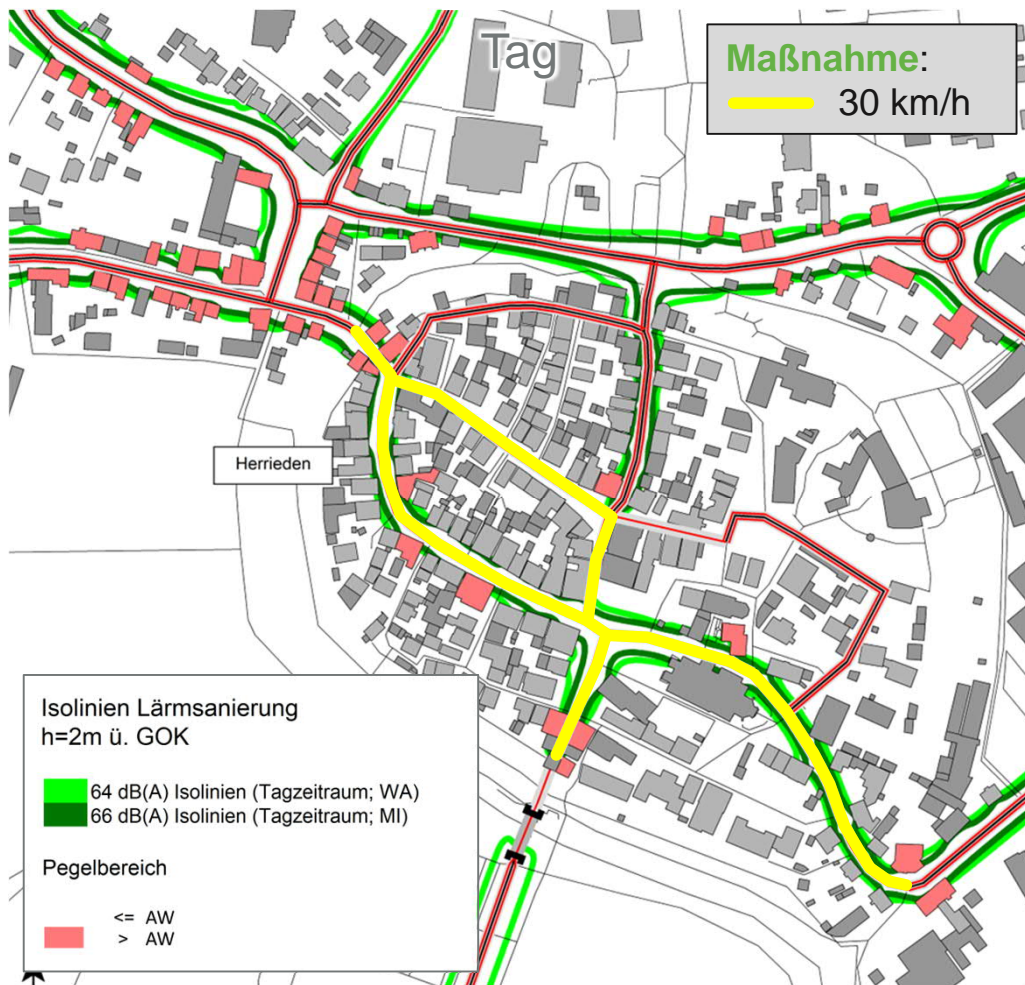 Tag
Maßnahme:
30 km/h
Herrieden
Isolinien Lärmsanierung
h=2m ü. GOK
64 dB(A) Isolinien (Tagzeitraum; WA)
66 dB(A) Isolinien (Tagzeitraum; MI)
Pegelbereich
<= AW
> AW